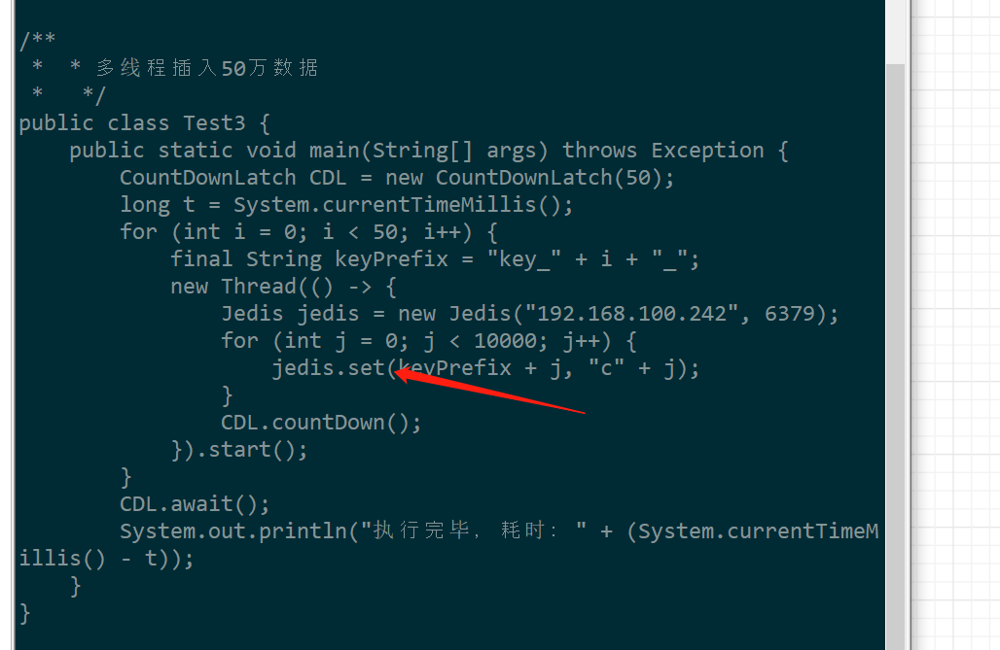 /**
 *  * 多线程插入50万数据
 *   */
public class Test3 {
    public static void main(String[] args) throws Exception {
        CountDownLatch CDL = new CountDownLatch(50);
        long t = System.currentTimeMillis();
        for (int i = 0; i < 50; i++) {
            final String keyPrefix = "key_" + i + "_";
            new Thread(() -> {
                Jedis jedis = new Jedis("192.168.100.242", 6379);
                for (int j = 0; j < 10000; j++) {
                    jedis.set(keyPrefix + j, "c" + j);
                }
                CDL.countDown();
            }).start();
        }
        CDL.await();
        System.out.println("执行完毕, 耗时: " + (System.currentTimeM
illis() - t));
    }
}